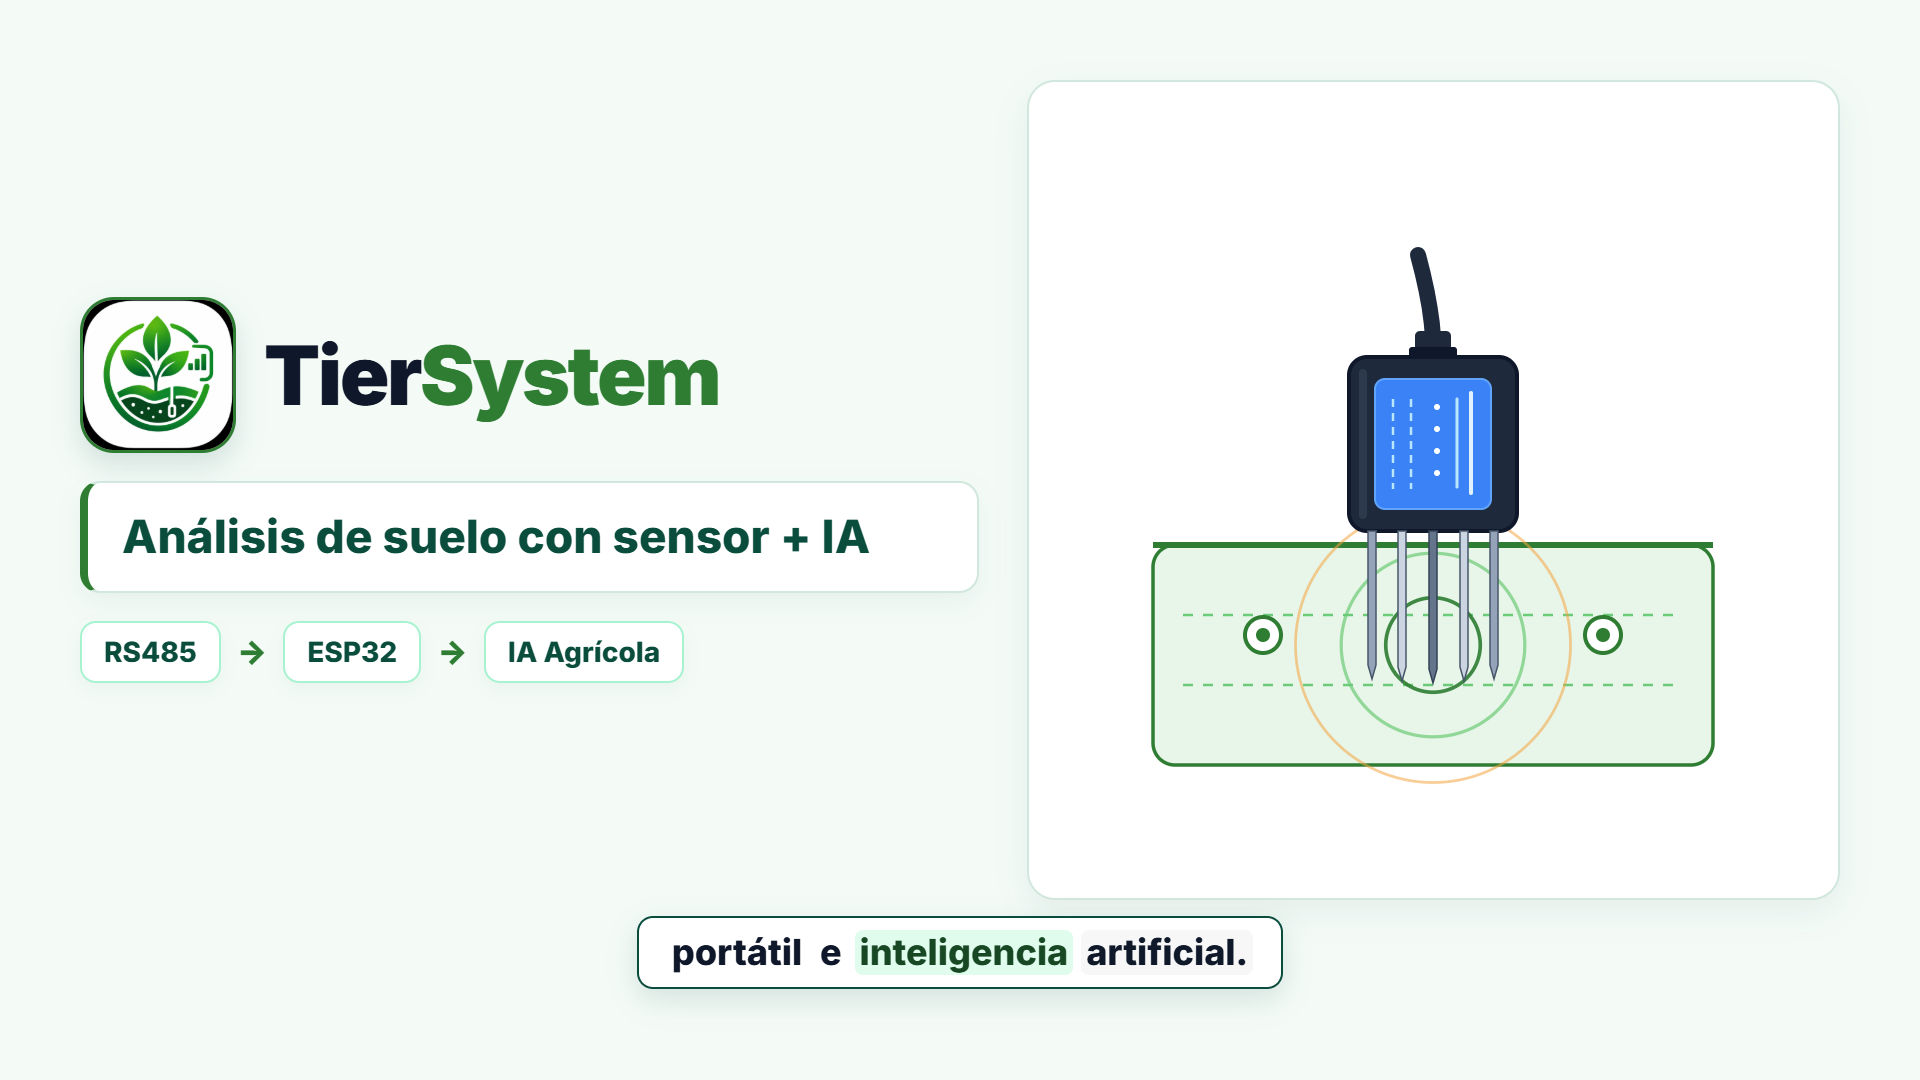 TierSystem
Análisis de suelo con sensor + IA
RS485 → ESP32 → IA Agrícola
portátil e inteligencia artificial.